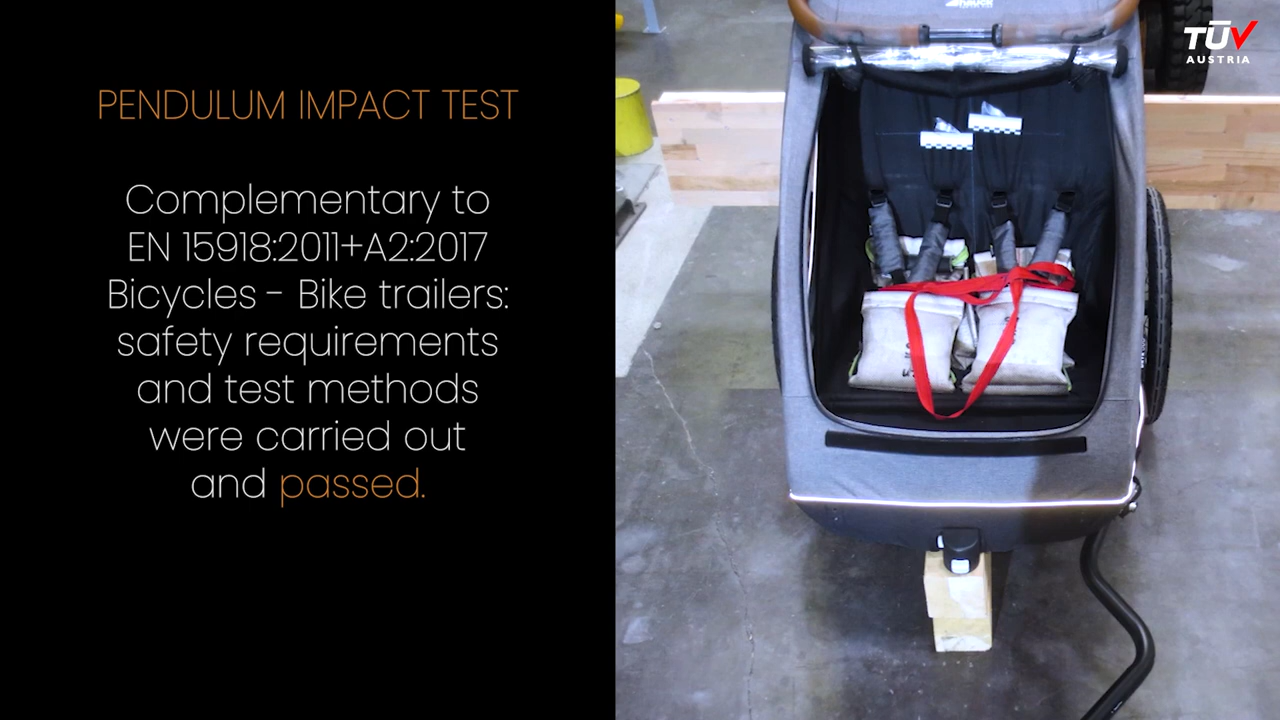 PENDULUM IMPACT TEST
Complementary to
EN 15918:2011+A2:2017
Bicycles - Bike trailers:
safety requirements
and test methods
were carried out
and passed.
hauck
TÜV
AUSTRIA